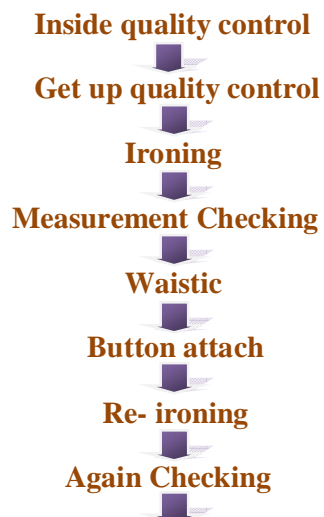 Inside quality control
Get up quality control
Ironing
Measurement Checking
Waistic
Button attach
Re- ironing
Again Checking